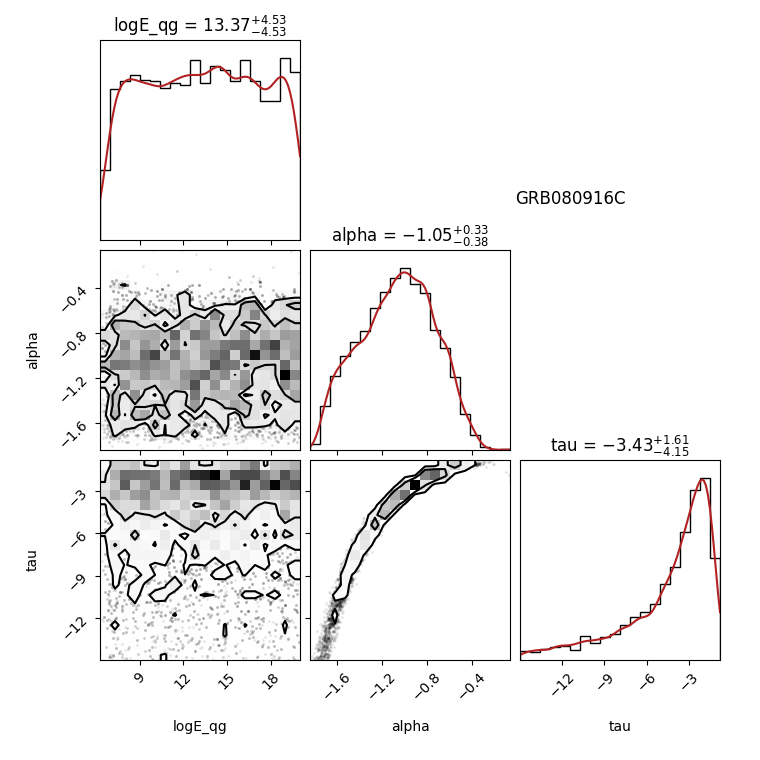 logE_qg = 13.37+4.53 −4.53
GRB080916C
alpha = −1.05+0.33 −0.38
−0.4
−0.8
−1.2
−1.6
alpha
tau = −3.43+1.61 −4.15
−3
−6
−9
−12
tau
9 12 15 18
−1.6 −1.2 −0.8 −0.4
−12 −9 −6 −3
logE_qg alpha tau